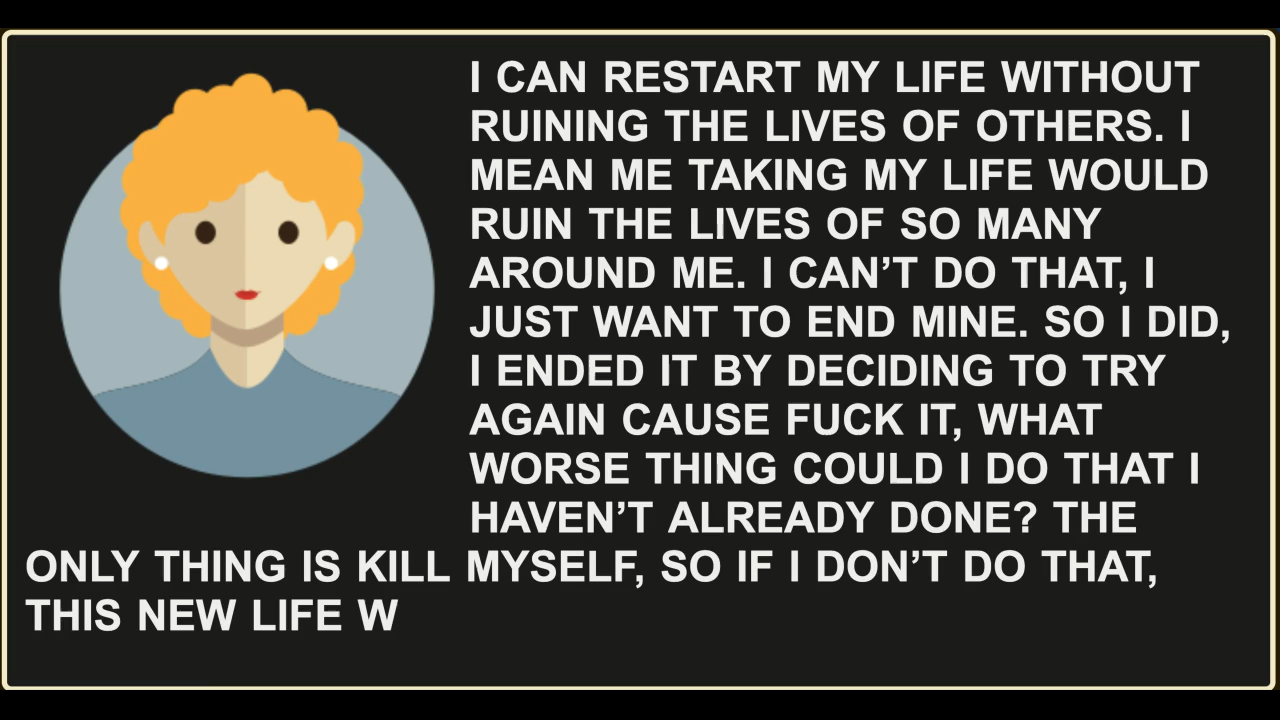 I CAN RESTART MY LIFE WITHOUT
RUINING THE LIVES OF OTHERS. I
MEAN ME TAKING MY LIFE WOULD
RUIN THE LIVES OF SO MANY
AROUND ME. I CAN’T DO THAT, I
JUST WANT TO END MINE. SO I DID,
I ENDED IT BY DECIDING TO TRY
AGAIN CAUSE FUCK IT, WHAT
WORSE THING COULD I DO THAT I
HAVEN’T ALREADY DONE? THE
ONLY THING IS KILL MYSELF, SO IF I DON’T DO THAT,
THIS NEW LIFE W